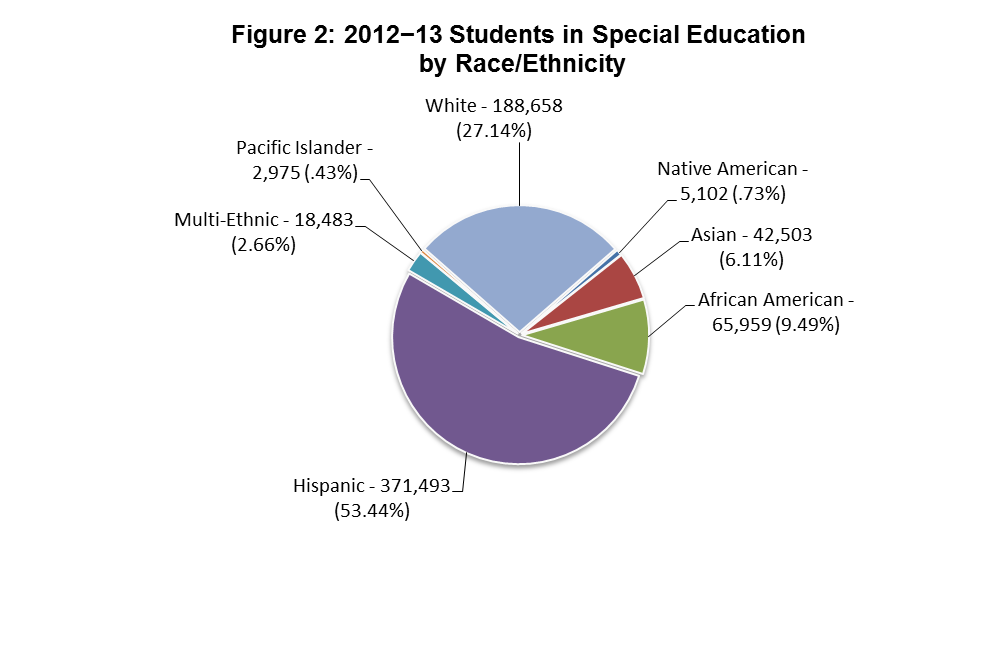 Figure 2: 2012−13 Students in Special Education
by Race/Ethnicity
White - 188,658
(27.14%)
Pacific Islander -
2,975 (.43%)
Native American -
5,102 (.73%)
Multi-Ethnic - 18,483
(2.66%)
Asian - 42,503
(6.11%)
African American -
65,959 (9.49%)
Hispanic - 371,493
(53.44%)